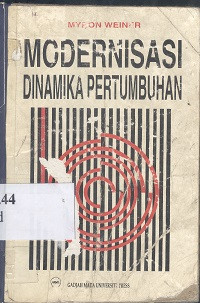 MYRON WEINER
MODERNISASI
DINAMIKA PERTUMBUHAN
.44
d
GADJAH MADA UNIVERSITY PRESS